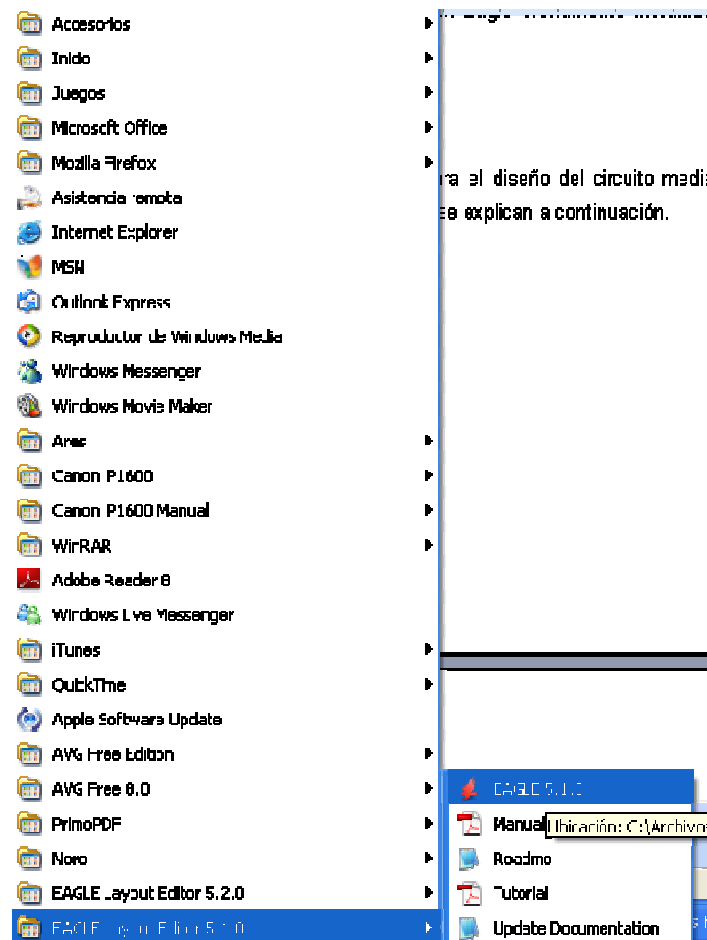 Accesorios
Inicio
Juegos
Microsoft Office
Mozilla Firefox
Asistencia remota
Internet Explorer
MSN
Outlook Express
Reproductor de Windows Media
Windows Messenger
Windows Movie Maker
Ares
Canon iP1600
Canon iP1600 Manual
WinRAR
Adobe Reader 8
Windows Live Messenger
iTunes
QuickTime
Apple Software Update
AVG Free Edition
AVG Free 8.0
PrimoPDF
Nero
EAGLE Layout Editor 5.2.0
EAGLE Layout Editor 5.1.0
ra el diseño del circuito media
se explican a continuación.
EAGLE 5.1.0
Manual
Ubicación: C:\Archivos
Readme
Tutorial
Update Documentation